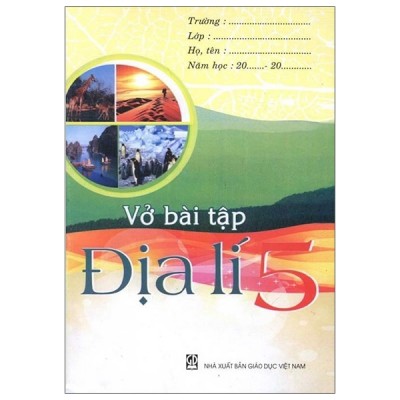 Trường : ................................
Lớp : ......................................
Họ, tên : ................................
Năm học : 20.......- 20............
Vở bài tập
Địa lí 5
NHÀ XUẤT BẢN GIÁO DỤC VIỆT NAM